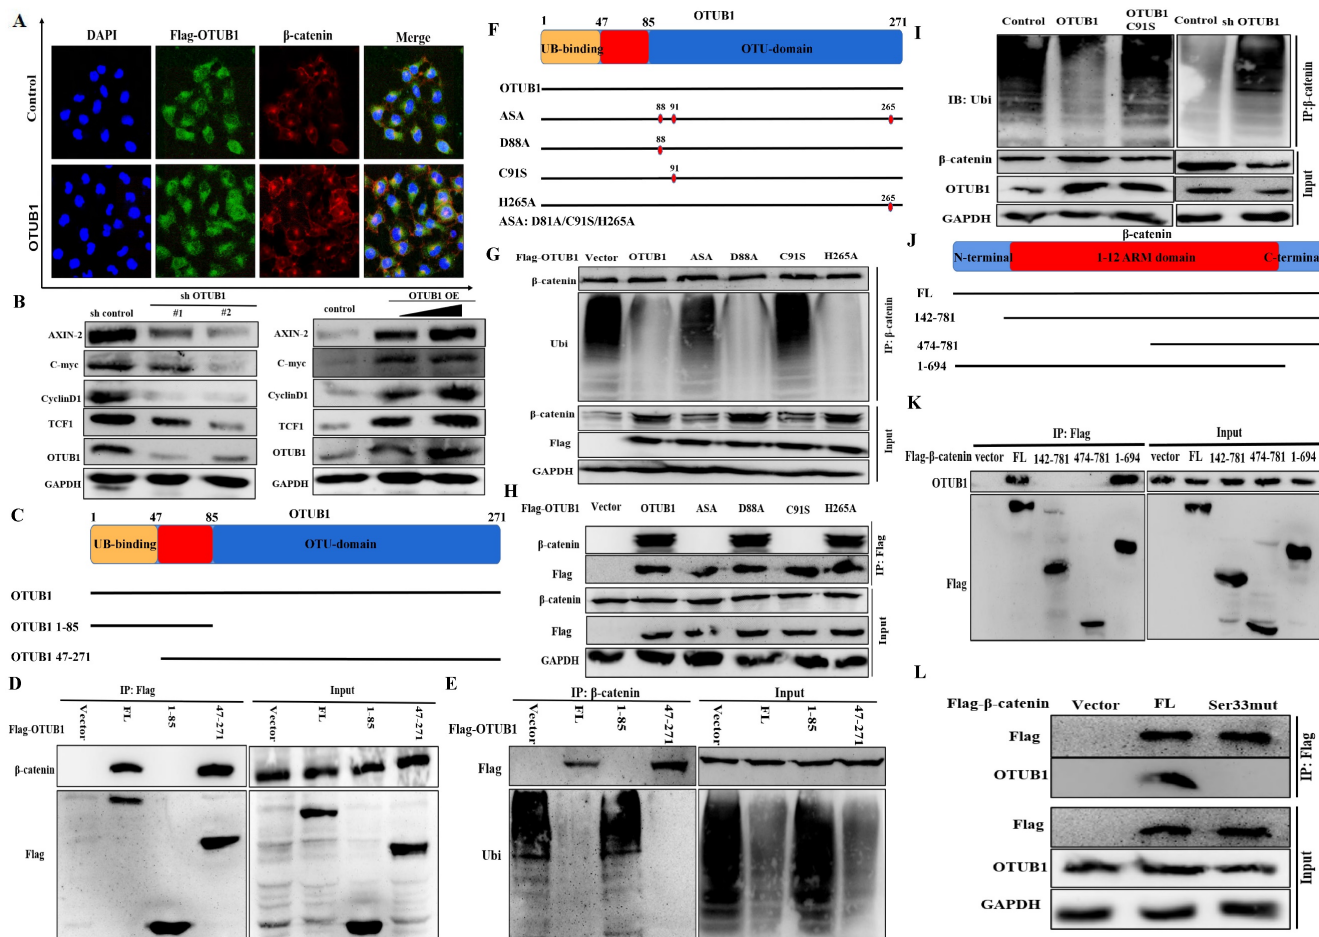 A
DAPI Flag-OTUB1 β-catenin Merge
Control
OTUB1
B
sh OTUB1
sh control #1 #2
AXIN-2
C-myc
CyclinD1
TCF1
OTUB1
GAPDH
OTUB1 OE
control
AXIN-2
C-myc
CyclinD1
TCF1
OTUB1
GAPDH
C
1 47 85 OTUB1 271
UB-binding OTU-domain
OTUB1
OTUB1 1-85
OTUB1 47-271
D
IP: Flag Input
Flag-OTUB1 Vector FL 1-85 47-271 Vector FL 1-85 47-271
β-catenin
Flag
E
IP: β-catenin Input
Flag-OTUB1 Vector FL 1-85 47-271 Vector FL 1-85 47-271
Flag
Ubi
F
1 47 85 OTUB1 271
UB-binding OTU-domain
OTUB1
ASA 88 91 265
D88A 88
C91S 91
H265A 265
ASA: D81A/C91S/H265A
G
Flag-OTUB1 Vector OTUB1 ASA D88A C91S H265A
β-catenin
Ubi
IP: β-catenin
β-catenin
Flag
GAPDH
Input
H
Flag-OTUB1 Vector OTUB1 ASA D88A C91S H265A
β-catenin
Flag
IP: Flag
β-catenin
Flag
GAPDH
Input
I
Control OTUB1 OTUB1 C91S Control sh OTUB1
IB: Ubi
IP:β-catenin
β-catenin
OTUB1
GAPDH
Input
J
β-catenin
N-terminal 1-12 ARM domain C-terminal
FL
142-781
474-781
1-694
K
IP: Flag Input
Flag-β-catenin vector FL 142-781 474-781 1-694 vector FL 142-781 474-781 1-694
OTUB1
Flag
L
Flag-β-catenin Vector FL Ser33mut
Flag
OTUB1
IP: Flag
Flag
OTUB1
GAPDH
Input